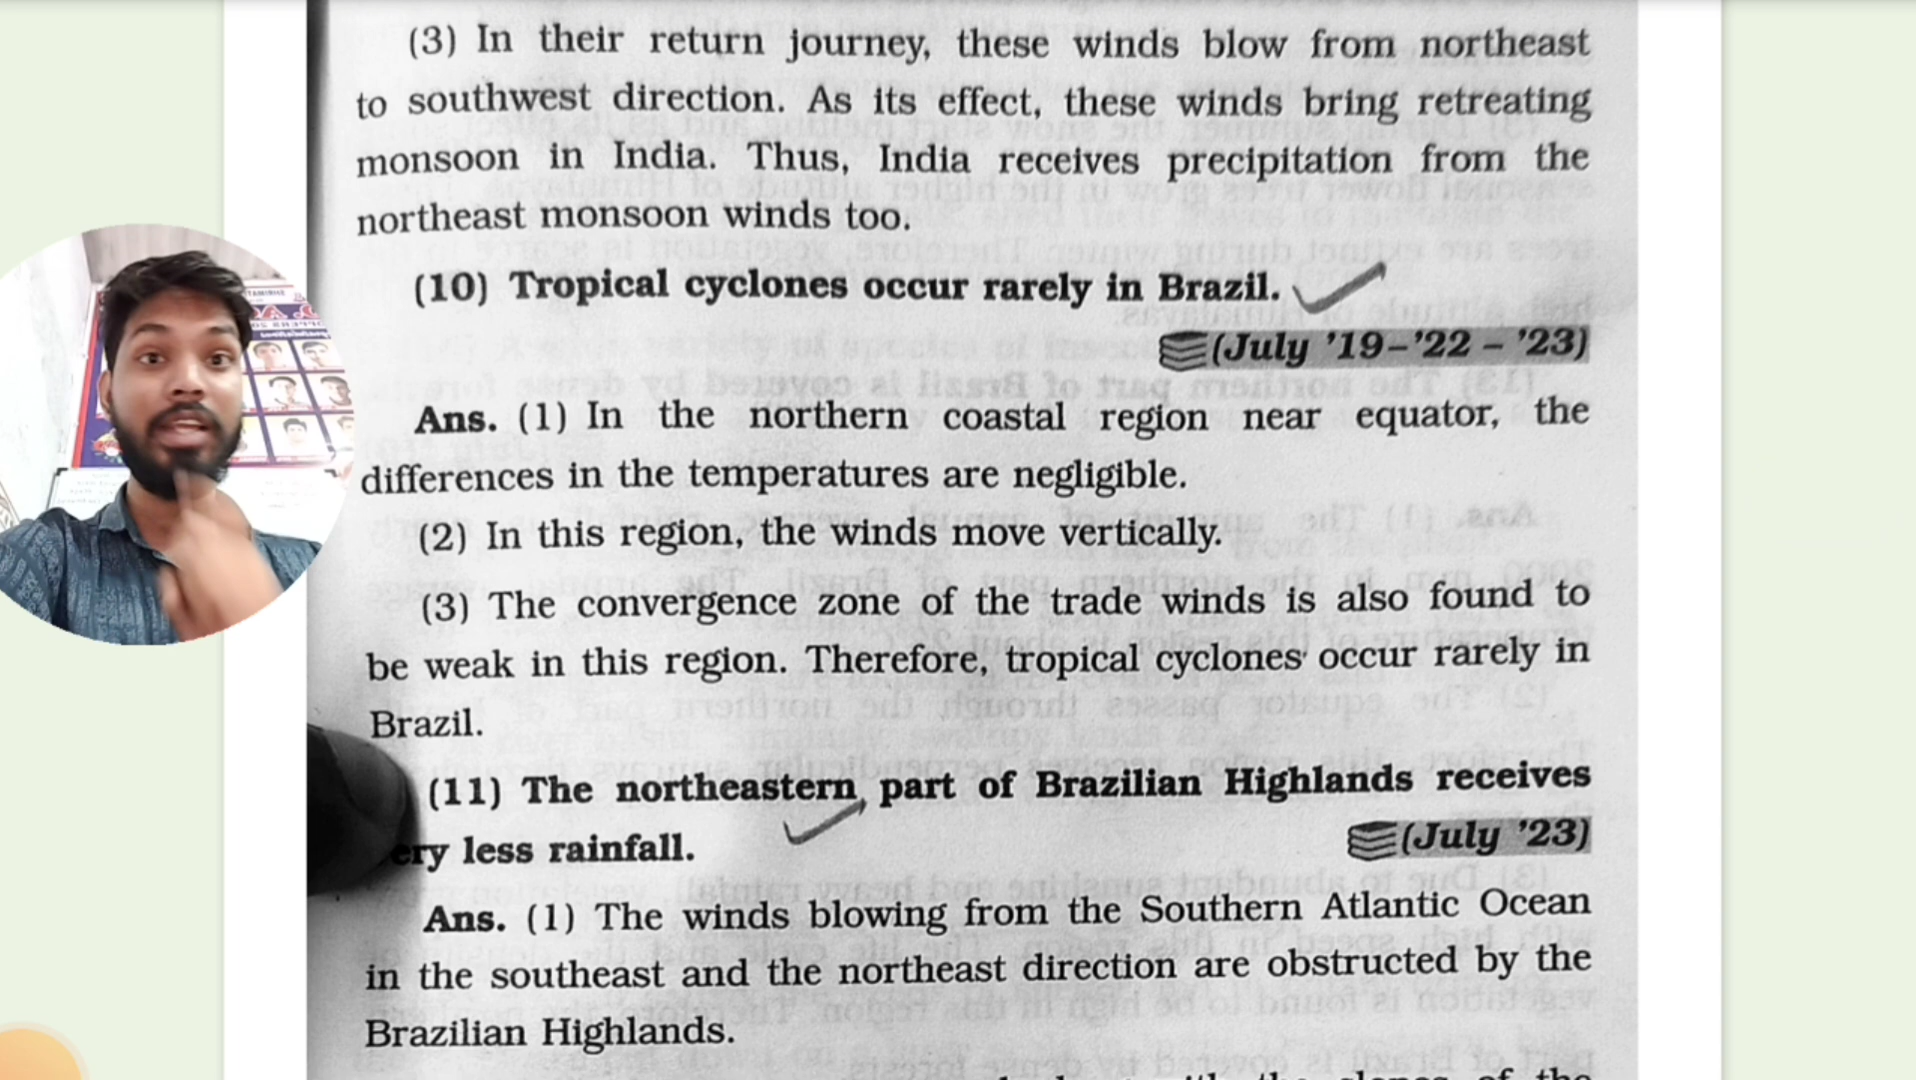 (3) In their return journey, these winds blow from northeast
to southwest direction. As its effect, these winds bring retreating
monsoon in India. Thus, India receives precipitation from the
northeast monsoon winds too.
(10) Tropical cyclones occur rarely in Brazil.
(July '19–'22 – '23)
Ans. (1) In the northern coastal region near equator, the
differences in the temperatures are negligible.
(2) In this region, the winds move vertically.
(3) The convergence zone of the trade winds is also found to
be weak in this region. Therefore, tropical cyclones occur rarely in
Brazil.
(11) The northeastern part of Brazilian Highlands receives
ery less rainfall.
(July '23)
Ans. (1) The winds blowing from the Southern Atlantic Ocean
in the southeast and the northeast direction are obstructed by the
Brazilian Highlands.